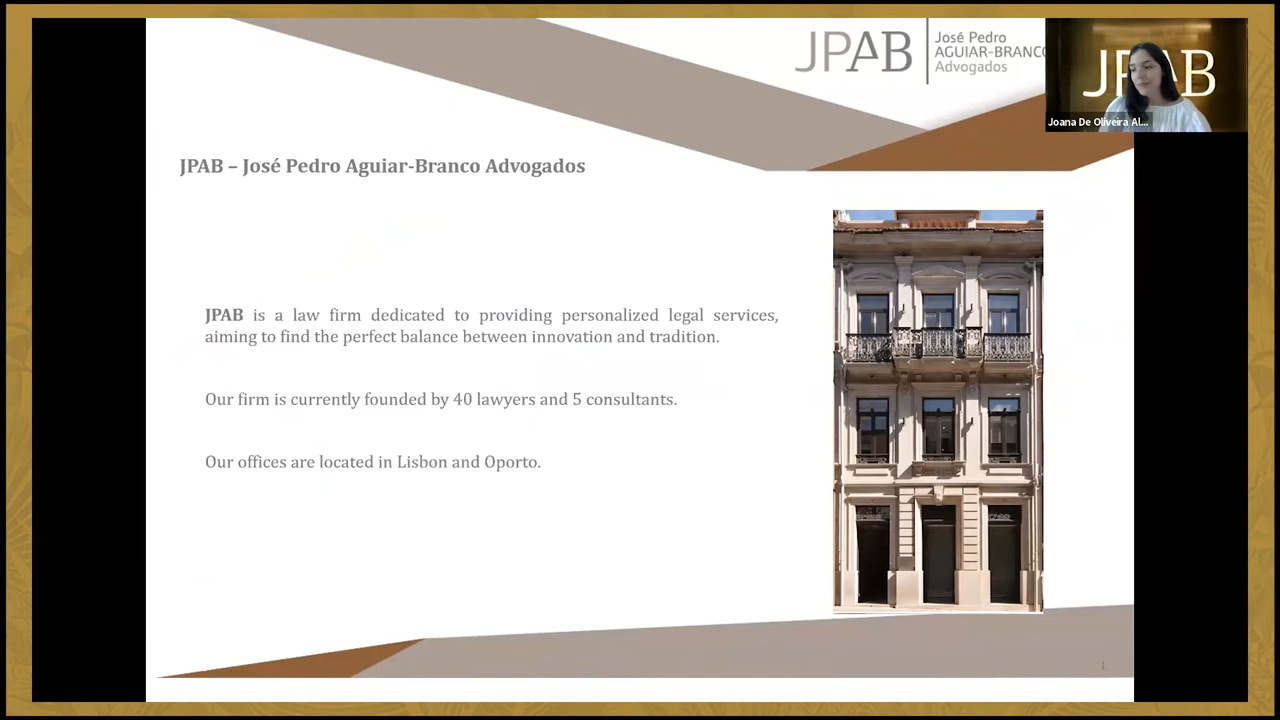 JPAB
José Pedro
AGUIAR-BRANCO
Advogados
JPAB
Joana De Oliveira Al...
JPAB – José Pedro Aguiar-Branco Advogados
JPAB is a law firm dedicated to providing personalized legal services,
aiming to find the perfect balance between innovation and tradition.
Our firm is currently founded by 40 lawyers and 5 consultants.
Our offices are located in Lisbon and Oporto.
1